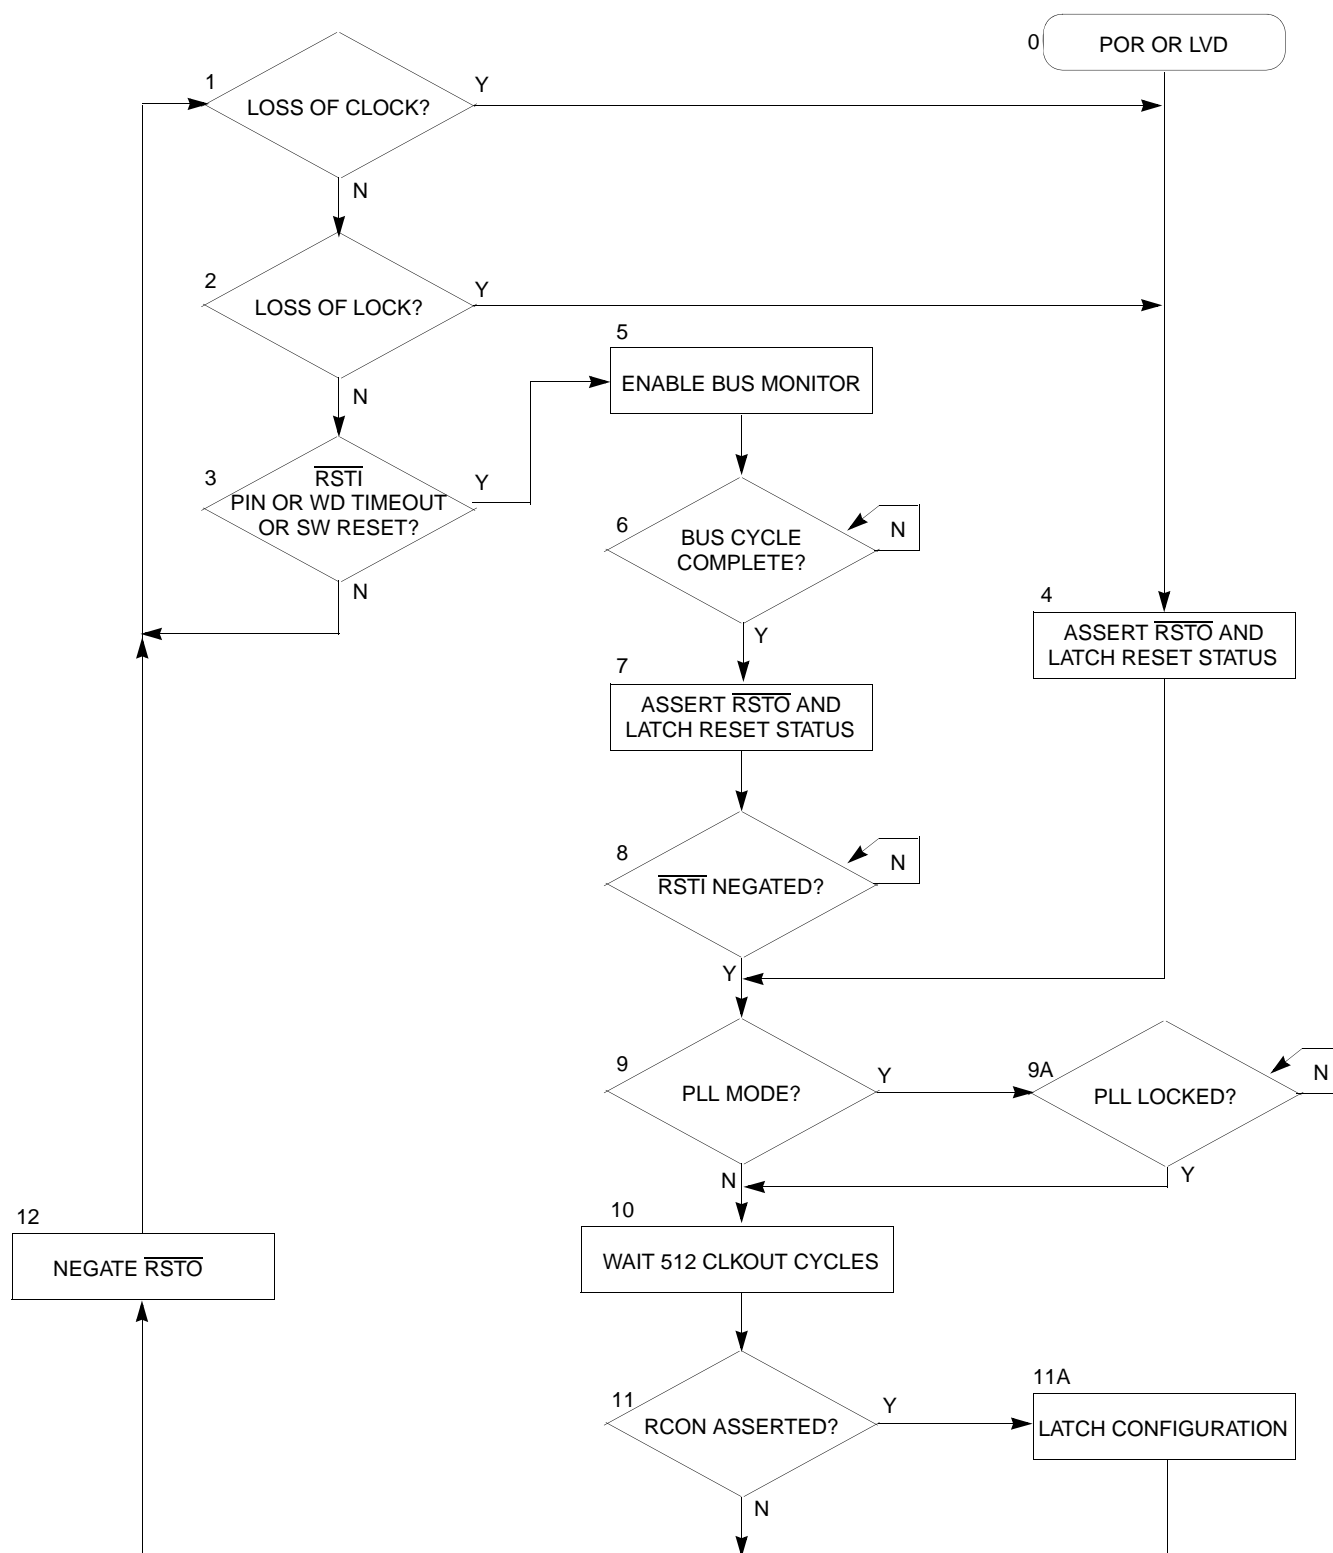 0
POR OR LVD
1
LOSS OF CLOCK?
Y
N
2
LOSS OF LOCK?
Y
N
3
RSTI
PIN OR WD TIMEOUT
OR SW RESET?
Y
N
5
ENABLE BUS MONITOR
6
BUS CYCLE
COMPLETE?
N
Y
4
ASSERT RSTO AND
LATCH RESET STATUS
7
ASSERT RSTO AND
LATCH RESET STATUS
8
RSTI NEGATED?
N
Y
9
PLL MODE?
Y
N
9A
PLL LOCKED?
N
Y
10
WAIT 512 CLKOUT CYCLES
12
NEGATE RSTO
11
RCON ASSERTED?
Y
N
11A
LATCH CONFIGURATION